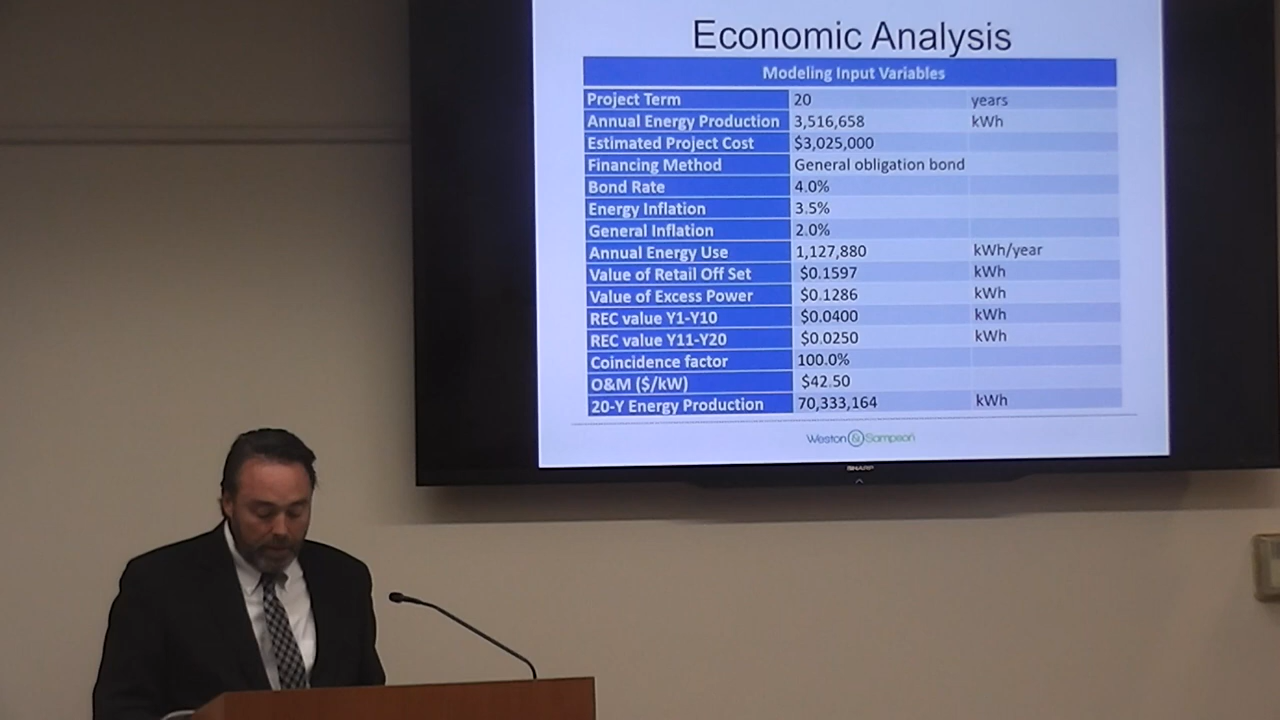 Economic Analysis
Modeling Input Variables
Project Term 20 years
Annual Energy Production 3,516,658 kWh
Estimated Project Cost $3,025,000
Financing Method General obligation bond
Bond Rate 4.0%
Energy Inflation 3.5%
General Inflation 2.0%
Annual Energy Use 1,127,880 kWh/year
Value of Retail Off Set $0.1597 kWh
Value of Excess Power $0.1286 kWh
REC value Y1-Y10 $0.0400 kWh
REC value Y11-Y20 $0.0250 kWh
Coincidence factor 100.0%
O&M ($/kW) $42.50
20-Y Energy Production 70,333,164 kWh
Weston & Sampson
SHARP